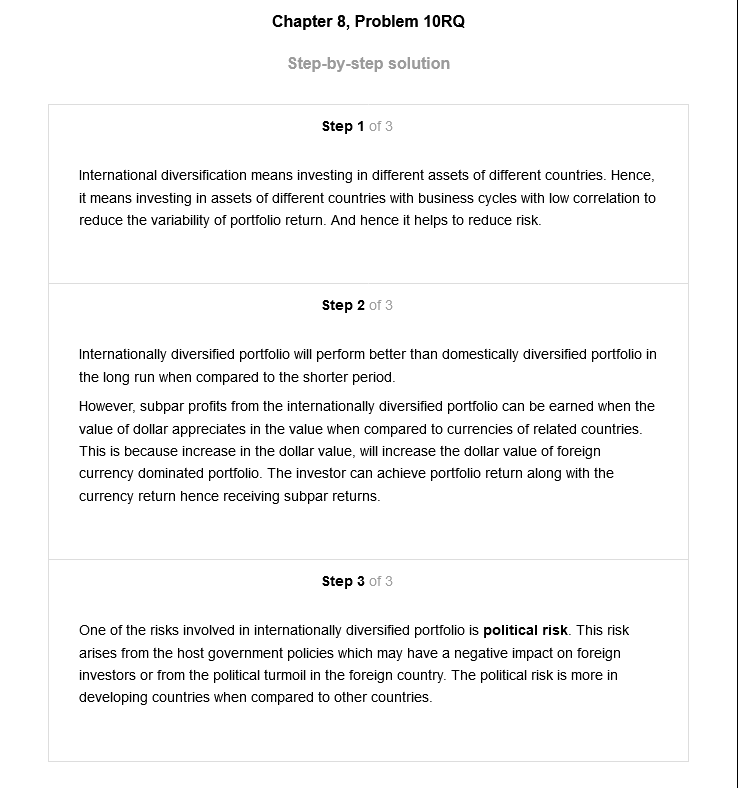 Chapter 8, Problem 10RQ
Step-by-step solution
Step 1 of 3
International diversification means investing in different assets of different countries. Hence,
it means investing in assets of different countries with business cycles with low correlation to
reduce the variability of portfolio return. And hence it helps to reduce risk.
Step 2 of 3
Internationally diversified portfolio will perform better than domestically diversified portfolio in
the long run when compared to the shorter period.
However, subpar profits from the internationally diversified portfolio can be earned when the
value of dollar appreciates in the value when compared to currencies of related countries.
This is because increase in the dollar value, will increase the dollar value of foreign
currency dominated portfolio. The investor can achieve portfolio return along with the
currency return hence receiving subpar returns.
Step 3 of 3
One of the risks involved in internationally diversified portfolio is political risk. This risk
arises from the host government policies which may have a negative impact on foreign
investors or from the political turmoil in the foreign country. The political risk is more in
developing countries when compared to other countries.